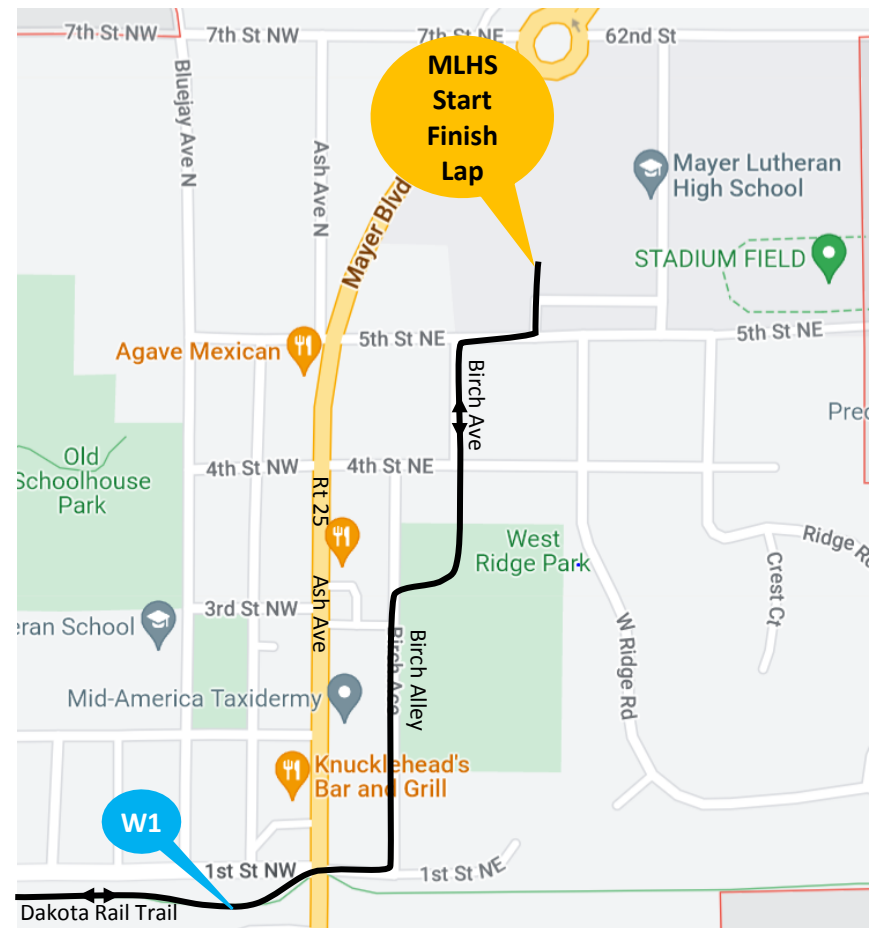 7th St NW
7th St NW
7th St NE
62nd St
MLHS
Start
Finish
Lap
Bluejay Ave N
Ash Ave N
Mayer Blvd
Mayer Lutheran
High School
STADIUM FIELD
5th St NE
5th St NE
Agave Mexican
Birch Ave
Prec
Old
Schoolhouse
Park
4th St NW
4th St NE
Rt 25
West
Ridge Park
Ridge R
Crest Ct
3rd St NW
Ash Ave
eran School
Birch Alley
W Ridge Rd
Mid-America Taxidermy
Knucklehead's
Bar and Grill
W1
1st St NW
1st St NE
Dakota Rail Trail